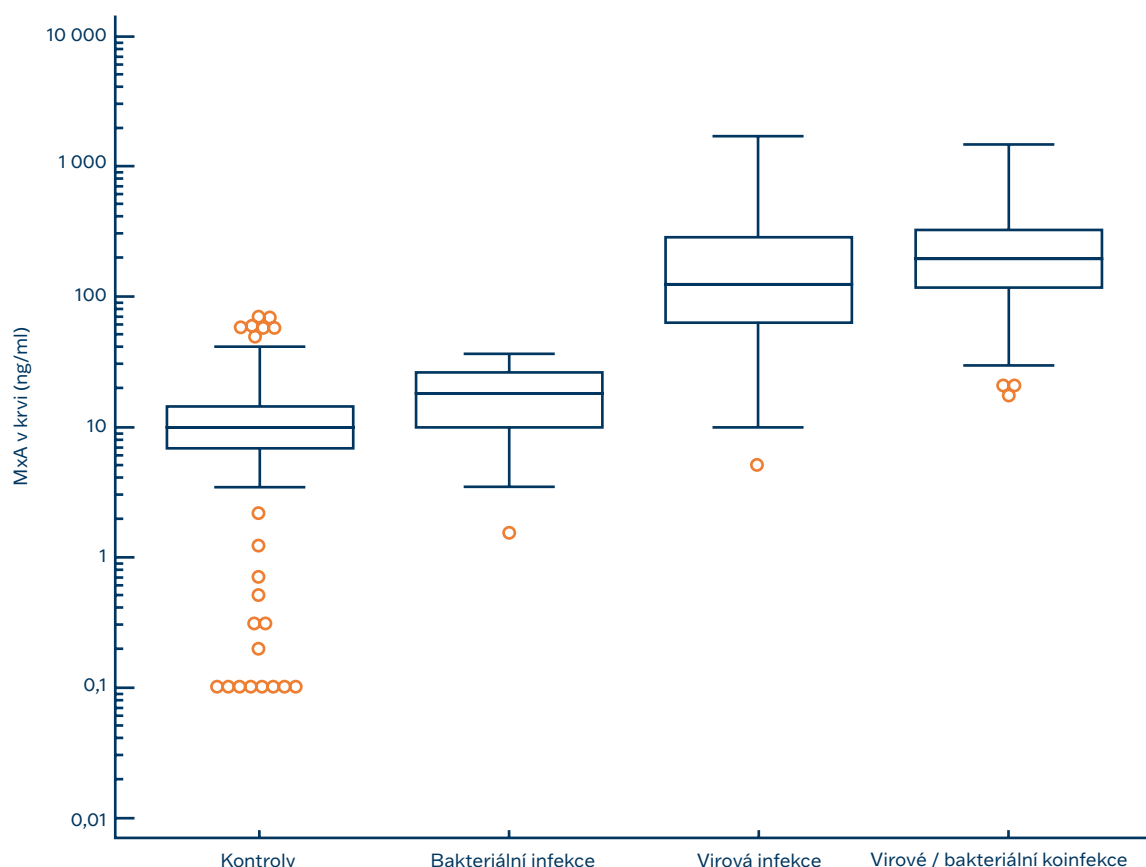 10 000
1 000
100
10
1
0,1
0,01
MxA v krvi (ng/ml)
Kontroly
Bakteriální infekce
Virová infekce
Virové / bakteriální koinfekce